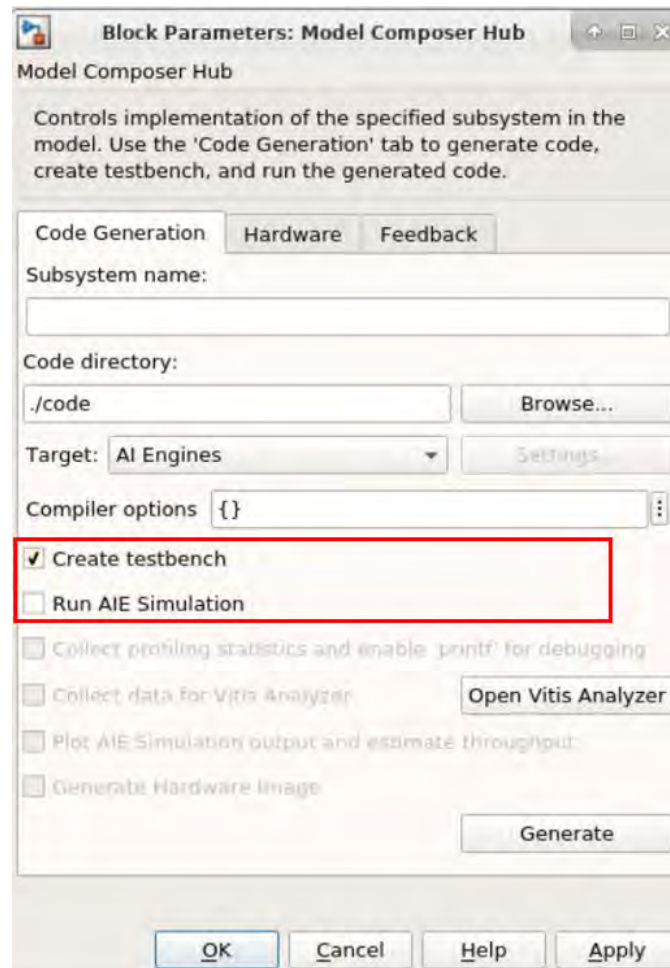 Block Parameters: Model Composer Hub
Model Composer Hub
Controls implementation of the specified subsystem in the
model. Use the 'Code Generation' tab to generate code,
create testbench, and run the generated code.
Code Generation Hardware Feedback
Subsystem name:
Code directory:
./code Browse...
Target: AI Engines Settings...
Compiler options {}
Create testbench
Run AIE Simulation
Collect profiling statistics and enable 'printf' for debugging
Collect data for Vitis Analyzer Open Vitis Analyzer
Plot AIE Simulation output and estimate throughput
Generate Hardware Image
Generate
OK Cancel Help Apply